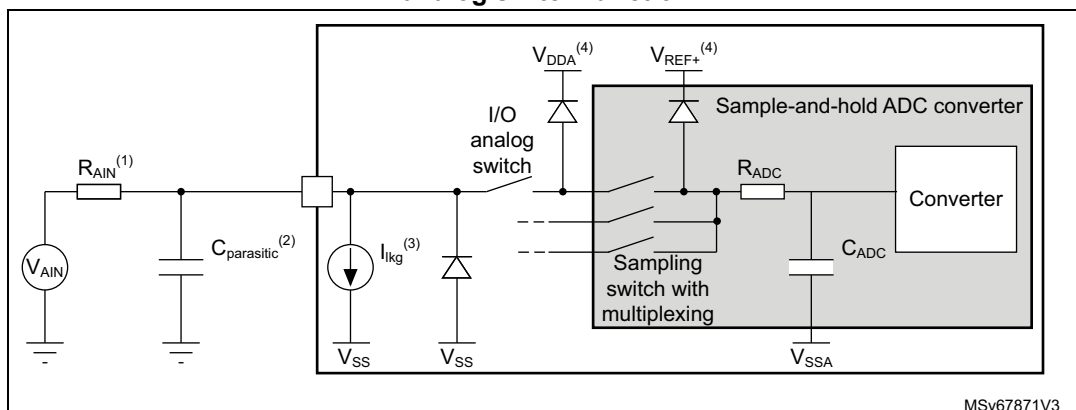 V_DDA(4)
V_REF+(4)
Sample-and-hold ADC converter
I/O
analog
switch
R_AIN(1)
R_ADC
Converter
C_parasitic(2)
I_lkg(3)
C_ADC
V_AIN
Sampling
switch with
multiplexing
V_SS
V_SS
V_SSA
MSv67871V3